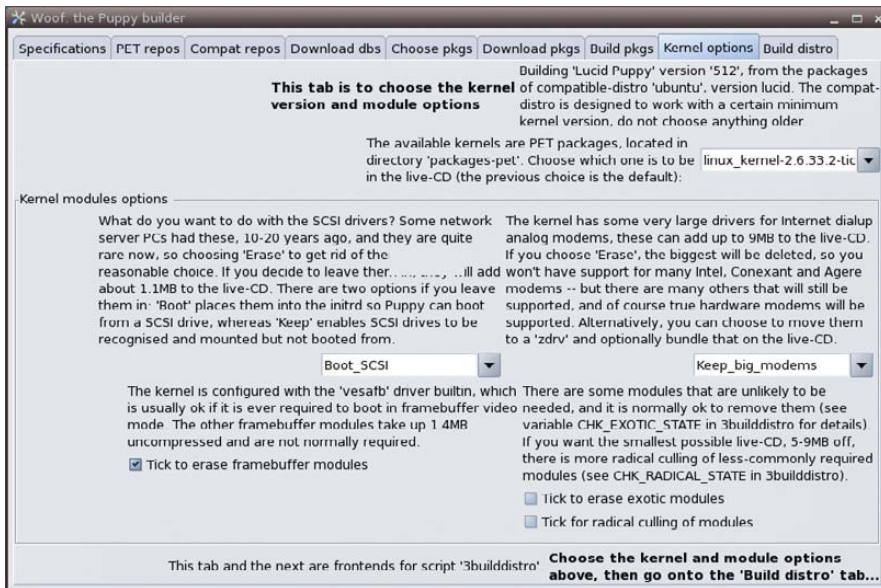 Woof, the Puppy builder
Specifications PET repos Compat repos Download dbs Choose pkgs Download pkgs Build pkgs Kernel options Build distro
This tab is to choose the kernel
version and module options
Building 'Lucid Puppy' version '512', from the packages
of compatible-distro 'ubuntu', version lucid. The compat-
distro is designed to work with a certain minimum
kernel version, do not choose anything older.
The available kernels are PET packages, located in
directory 'packages-pet'. Choose which one is to be
in the live-CD (the previous choice is the default):
linux_kernel-2.6.33.2-tic
Kernel modules options
What do you want to do with the SCSI drivers? Some network
server PCs had these, 10-20 years ago, and they are quite
rare now, so choosing 'Erase' to get rid of the
reasonable choice. If you decide to leave will add
about 1.1MB to the live-CD. There are two options if you leave
them in: 'Boot' places them into the initrd so Puppy can boot
from a SCSI drive, whereas 'Keep' enables SCSI drives to be
recognised and mounted but not booted from.
Boot_SCSI
The kernel has some very large drivers for Internet dialup
analog modems, these can add up to 9MB to the live-CD.
If you choose 'Erase', the biggest will be deleted, so you
won't have support for many Intel, Conexant and Agere
modems -- but there are many others that will still be
supported, and of course true hardware modems will be
supported. Alternatively, you can choose to move them
to a 'zdrv' and optionally bundle that on the live-CD.
Keep_big_modems
The kernel is configured with the 'vesafb' driver builtin, which
is usually ok if it is ever required to boot in framebuffer video
mode. The other framebuffer modules take up 1.4MB
uncompressed and are not normally required.
Tick to erase framebuffer modules
There are some modules that are unlikely to be
needed, and it is normally ok to remove them (see
variable CHK_EXOTIC_STATE in 3builddistro for details).
If you want the smallest possible live-CD, 5-9MB off,
there is more radical culling of less-commonly required
modules (see CHK_RADICAL_STATE in 3builddistro).
Tick to erase exotic modules
Tick for radical culling of modules
This tab and the next are frontends for script '3builddistro'
Choose the kernel and module options
above, then go onto the 'Build distro' tab...